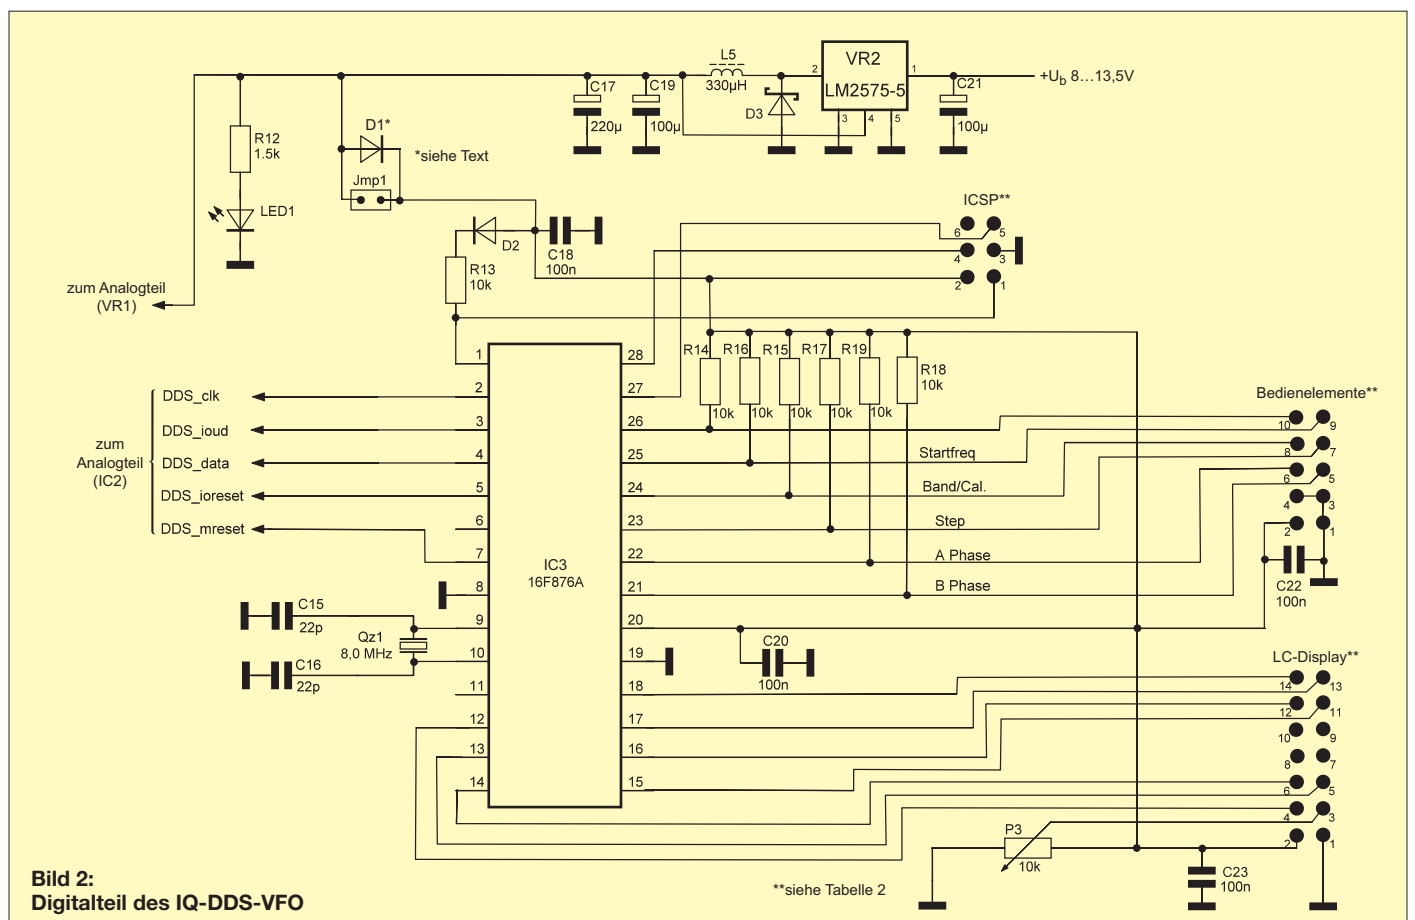 L5
330µH
VR2
LM2575-5
2
1
3
4
5
+Ub 8...13,5V
C17
220µ
C19
100µ
D3
C21
100µ
R12
1.5k
LED1
D1*
*siehe Text
Jmp1
D2
C18
100n
R13
10k
ICSP**
6
5
4
3
2
1
zum Analogteil
(VR1)
R14
R16
R15
R17
R19
R18
10k
10k
10k
10k
10k
10k
zum
Analogteil
(IC2)
DDS_clk
DDS_ioud
DDS_data
DDS_ioreset
DDS_mreset
1
2
3
4
5
6
7
8
9
10
11
12
13
14
IC3
16F876A
28
27
26
25
24
23
22
21
20
19
18
17
16
15
Startfreq
Band/Cal.
Step
A Phase
B Phase
Bedienelemente**
10
9
8
7
6
5
4
3
2
1
C22
100n
C15
22p
Qz1
8,0 MHz
C16
22p
C20
100n
LC-Display**
14
13
12
11
10
9
8
7
6
5
4
3
2
1
P3
10k
C23
100n
**siehe Tabelle 2
Bild 2:
Digitalteil des IQ-DDS-VFO